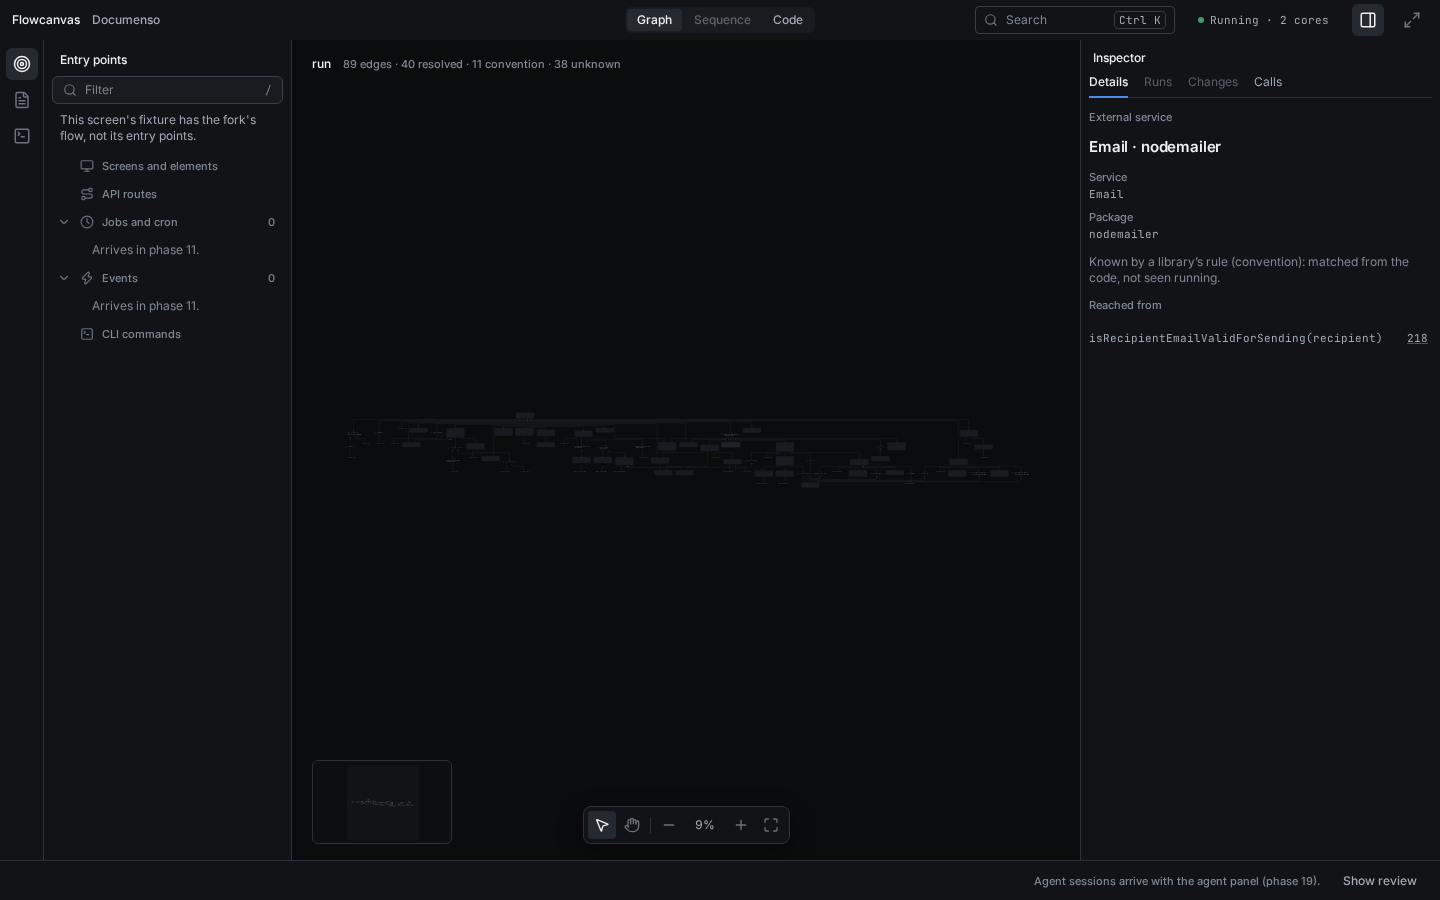 Flowcanvas Documenso
Graph Sequence Code
Search Ctrl K
Running · 2 cores
Entry points
Filter /
This screen's fixture has the fork's
flow, not its entry points.
Screens and elements
API routes
Jobs and cron 0
Arrives in phase 11.
Events 0
Arrives in phase 11.
CLI commands
run 89 edges · 40 resolved · 11 convention · 38 unknown
9%
Inspector
Details Runs Changes Calls
External service
Email · nodemailer
Service
Email
Package
nodemailer
Known by a library’s rule (convention): matched from the
code, not seen running.
Reached from
isRecipientEmailValidForSending(recipient) 218
Agent sessions arrive with the agent panel (phase 19). Show review